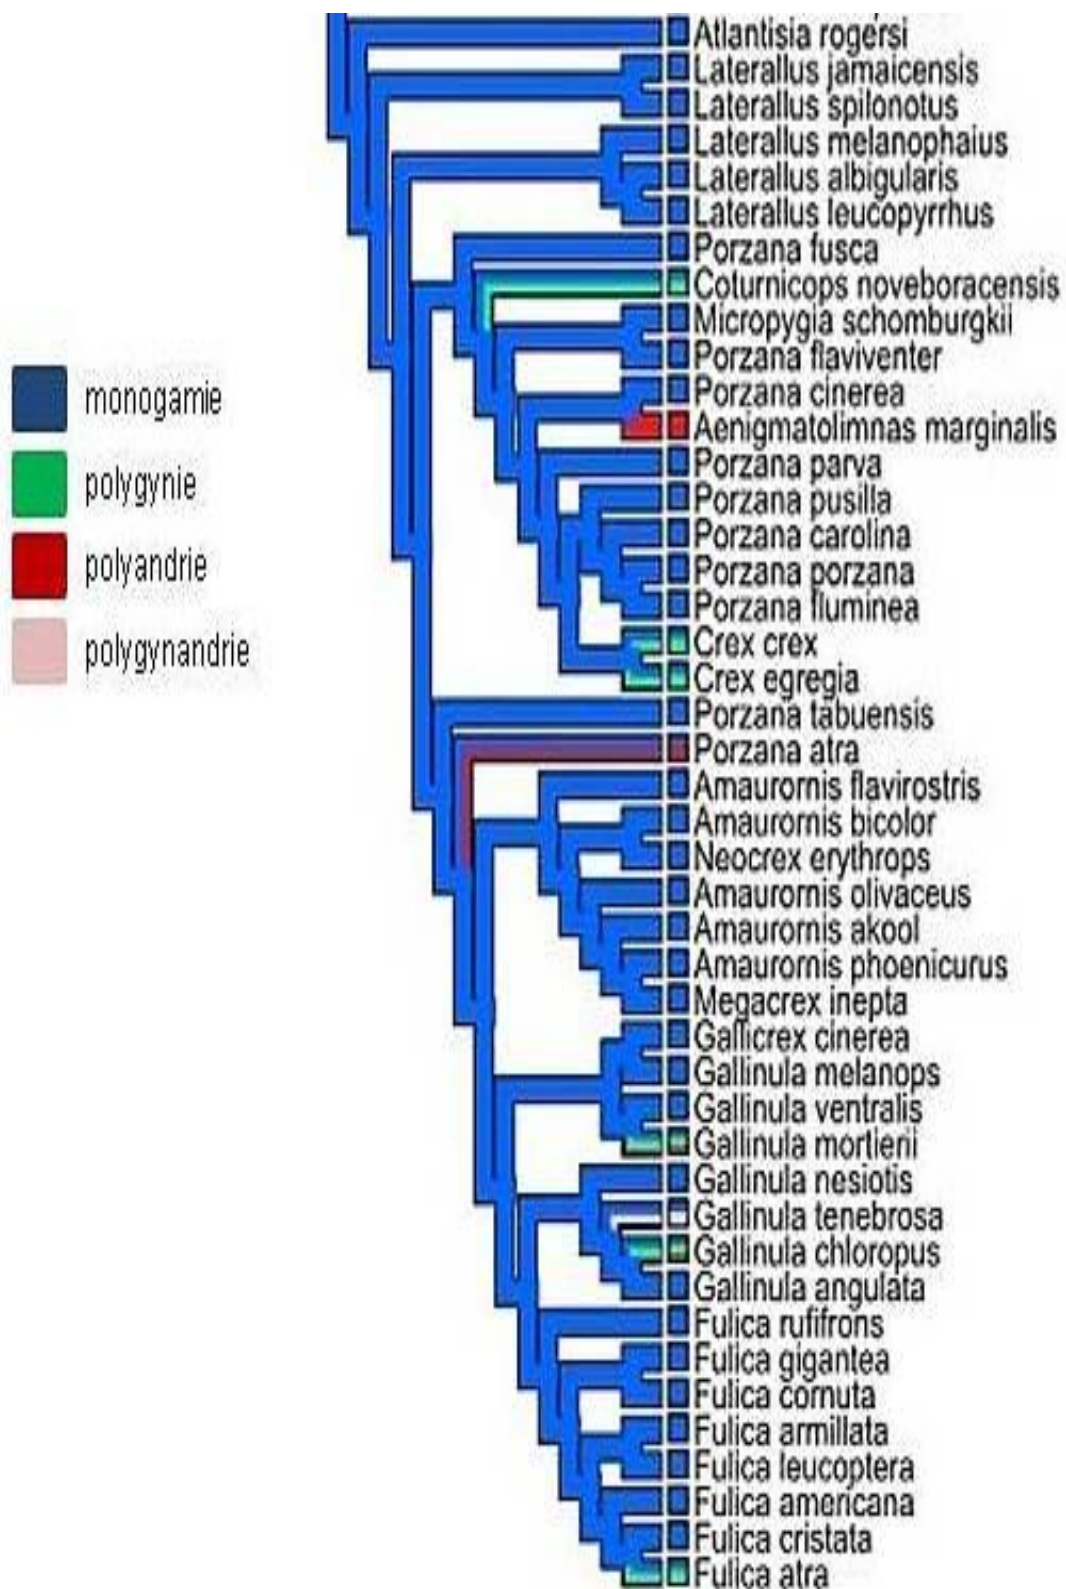 Atlantisia rogersi
Laterallus jamaicensis
Laterallus spilonotus
Laterallus melanophaius
Laterallus albigularis
Laterallus leucopyrrhus
Porzana fusca
Coturnicops noveboracensis
Micropygia schomburgkii
Porzana flaviventer
Porzana cinerea
Aenigmatolimnas marginalis
Porzana parva
Porzana pusilla
Porzana carolina
Porzana porzana
Porzana fluminea
Crex crex
Crex egregia
Porzana tabuensis
Porzana atra
Amaurornis flavirostris
Amaurornis bicolor
Neocrex erythrops
Amaurornis olivaceus
Amaurornis akool
Amaurornis phoenicurus
Megacrex inepta
Gallicrex cinerea
Gallinula melanops
Gallinula ventralis
Gallinula mortierii
Gallinula nesiotis
Gallinula tenebrosa
Gallinula chloropus
Gallinula angulata
Fulica rufifrons
Fulica gigantea
Fulica cornuta
Fulica armillata
Fulica leucoptera
Fulica americana
Fulica cristata
Fulica atra
monogamie
polygynie
polyandrie
polygynandrie